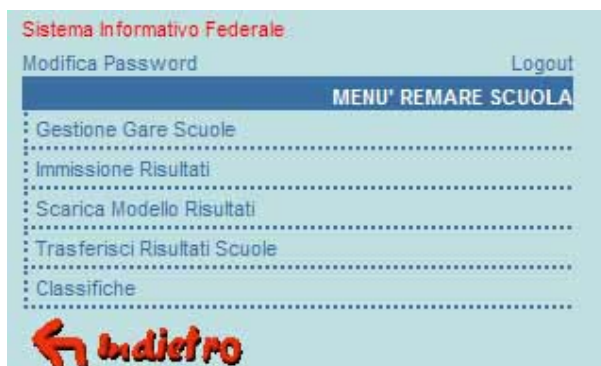 Sistema Informativo Federale
Modifica Password Logout
MENU' REMARE SCUOLA
Gestione Gare Scuole
Immissione Risultati
Scarica Modello Risultati
Trasferisci Risultati Scuole
Classifiche
Indietro